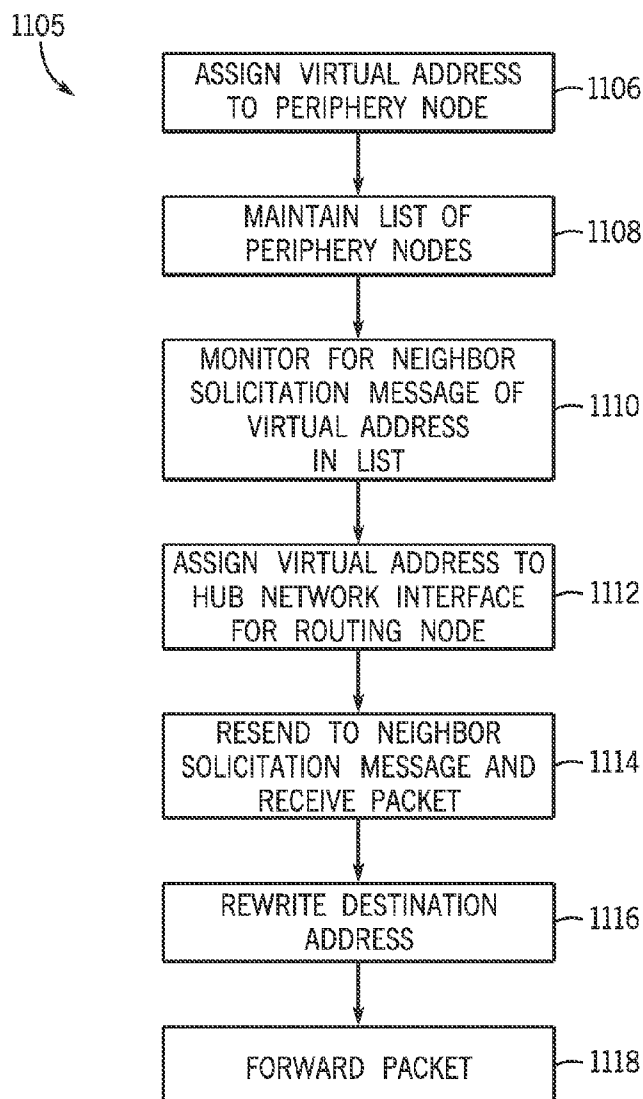 1105
ASSIGN VIRTUAL ADDRESS
TO PERIPHERY NODE
1106
MAINTAIN LIST OF
PERIPHERY NODES
1108
MONITOR FOR NEIGHBOR
SOLICITATION MESSAGE OF
VIRTUAL ADDRESS
IN LIST
1110
ASSIGN VIRTUAL ADDRESS TO
HUB NETWORK INTERFACE
FOR ROUTING NODE
1112
RESEND TO NEIGHBOR
SOLICITATION MESSAGE AND
RECEIVE PACKET
1114
REWRITE DESTINATION
ADDRESS
1116
FORWARD PACKET
1118